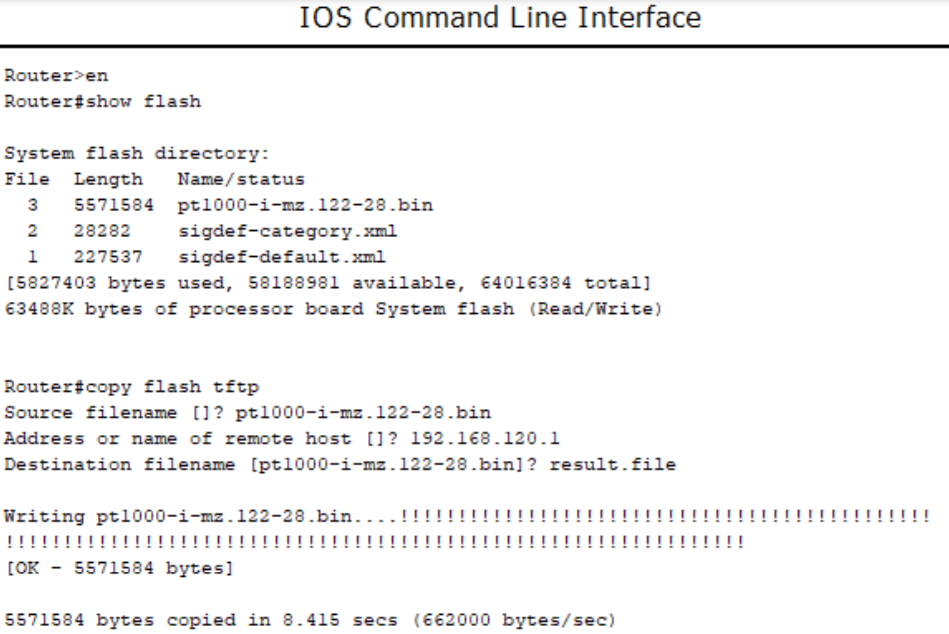 IOS Command Line Interface
Router>en
Router#show flash
System flash directory:
File Length Name/status
3 5571584 pt1000-i-mz.122-28.bin
2 28282 sigdef-category.xml
1 227537 sigdef-default.xml
[5827403 bytes used, 58188981 available, 64016384 total]
63488K bytes of processor board System flash (Read/Write)
Router#copy flash tftp
Source filename []? pt1000-i-mz.122-28.bin
Address or name of remote host []? 192.168.120.1
Destination filename [pt1000-i-mz.122-28.bin]? result.file
Writing pt1000-i-mz.122-28.bin....!!!!!!!!!!!!!!!!!!!!!!!!!!!!!!!!!!!!!!!!!!!!!!
!!!!!!!!!!!!!!!!!!!!!!!!!!!!!!!!!!!!!!!!!!!!!!!!!!!!!!!!!!!!!!!!
[OK - 5571584 bytes]
5571584 bytes copied in 8.415 secs (662000 bytes/sec)